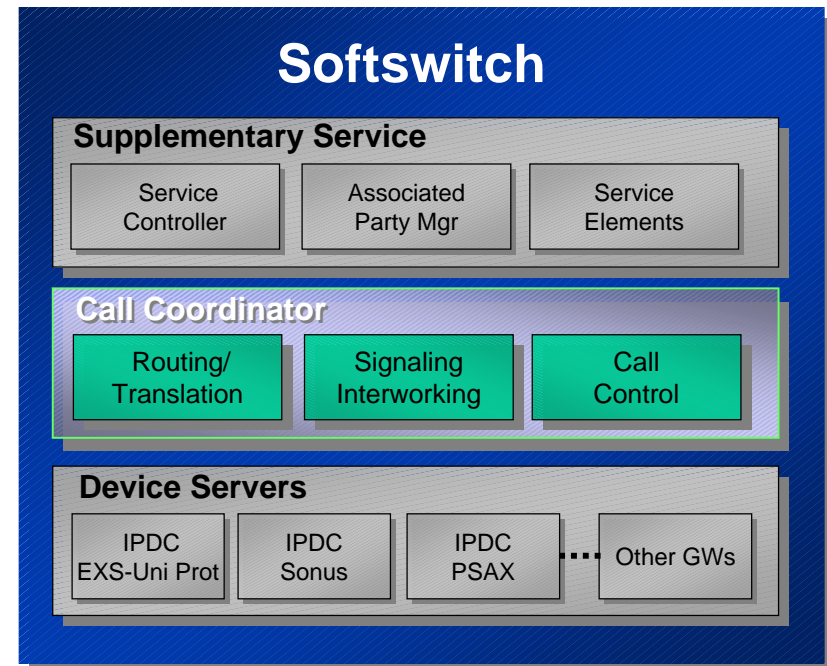 Softswitch
Supplementary Service
Service
Controller
Associated
Party Mgr
Service
Elements
Call Coordinator
Routing/
Translation
Signaling
Interworking
Call
Control
Device Servers
IPDC
EXS-Uni Prot
IPDC
Sonus
IPDC
PSAX
Other GWs